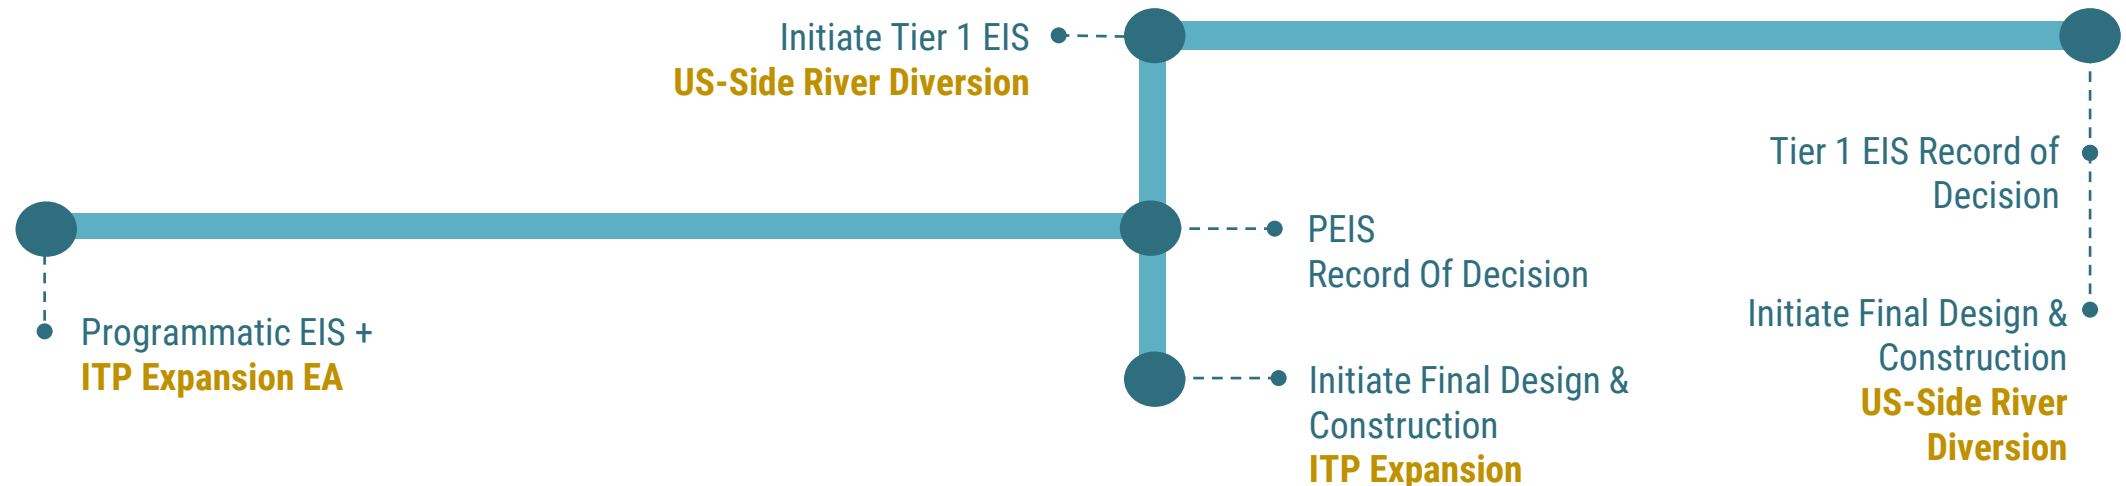 Initiate Tier 1 EIS
US-Side River Diversion
Tier 1 EIS Record of
Decision
PEIS
Record Of Decision
Programmatic EIS +
ITP Expansion EA
Initiate Final Design &
Construction
ITP Expansion
Initiate Final Design &
Construction
US-Side River
Diversion